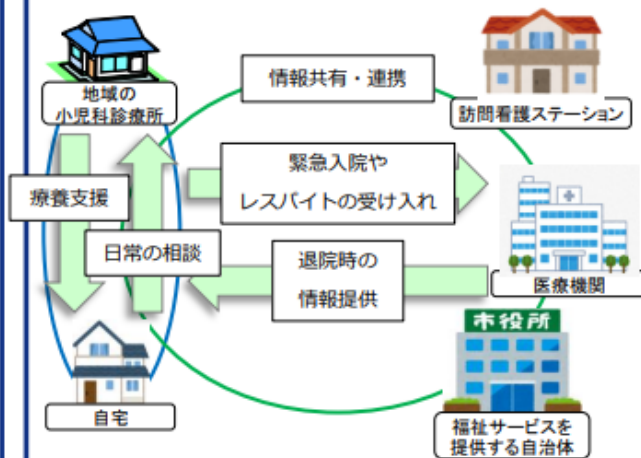 地域の
小児科診療所
情報共有・連携
訪問看護ステーション
緊急入院や
レスパイトの受け入れ
療養支援
日常の相談
退院時の
情報提供
医療機関
市役所
自宅
福祉サービスを
提供する自治体